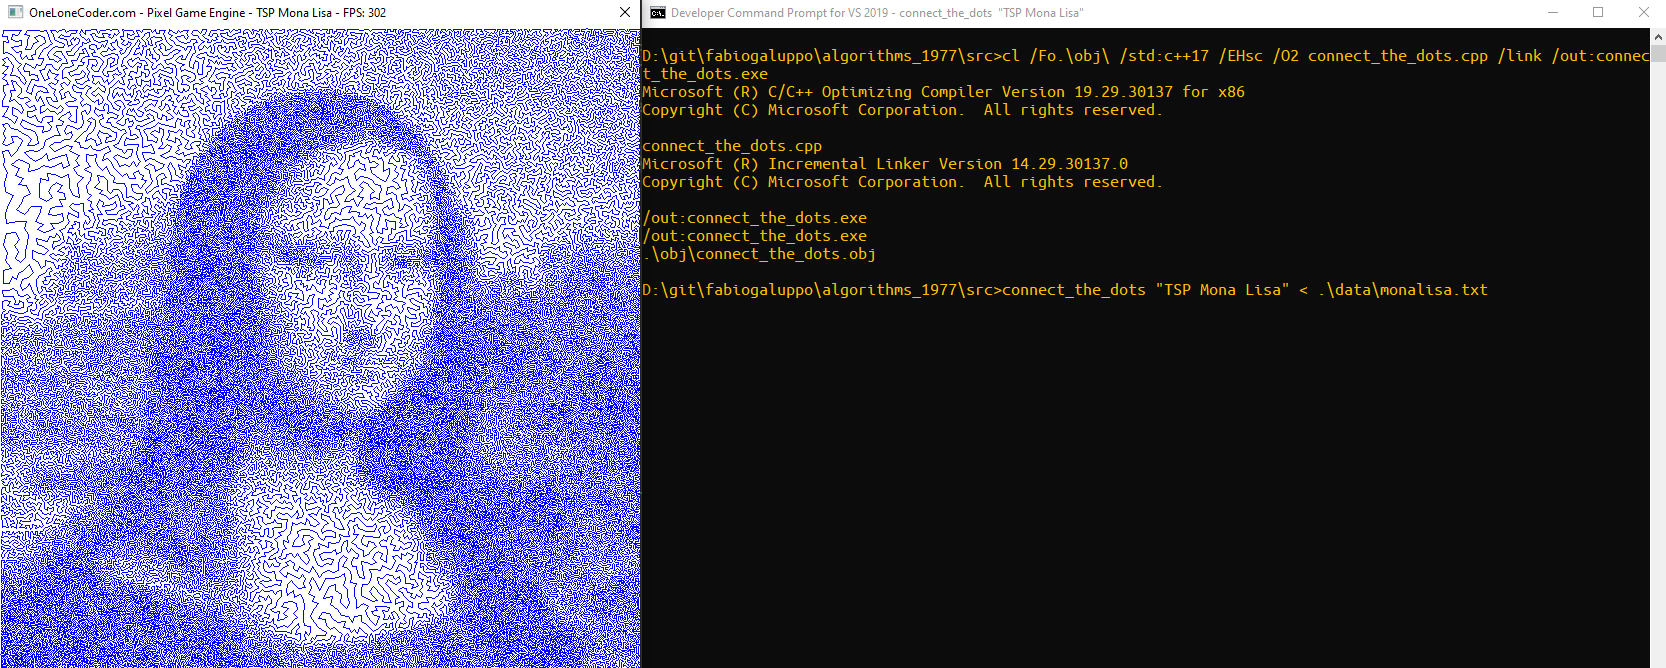 OneLoneCoder.com - Pixel Game Engine - TSP Mona Lisa - FPS: 302
Developer Command Prompt for VS 2019 - connect_the_dots "TSP Mona Lisa"
D:\git\fabiogaluppo\algorithms_1977\src>cl /Fo.\obj\ /std:c++17 /EHsc /O2 connect_the_dots.cpp /link /out:connec
t_the_dots.exe
Microsoft (R) C/C++ Optimizing Compiler Version 19.29.30137 for x86
Copyright (C) Microsoft Corporation.  All rights reserved.
connect_the_dots.cpp
Microsoft (R) Incremental Linker Version 14.29.30137.0
Copyright (C) Microsoft Corporation.  All rights reserved.
/out:connect_the_dots.exe
/out:connect_the_dots.exe
.\obj\connect_the_dots.obj
D:\git\fabiogaluppo\algorithms_1977\src>connect_the_dots "TSP Mona Lisa" < .\data\monalisa.txt